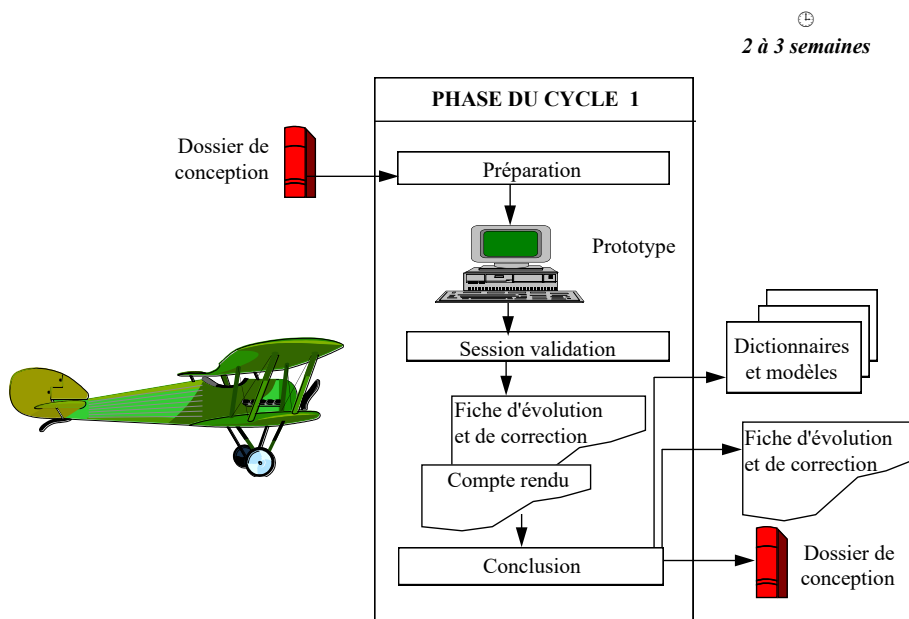 2 à 3 semaines
PHASE DU CYCLE 1
Dossier de
conception
Préparation
Prototype
Session validation
Dictionnaires
et modèles
Fiche d'évolution
et de correction
Fiche d'évolution
et de correction
Compte rendu
Conclusion
Dossier de
conception